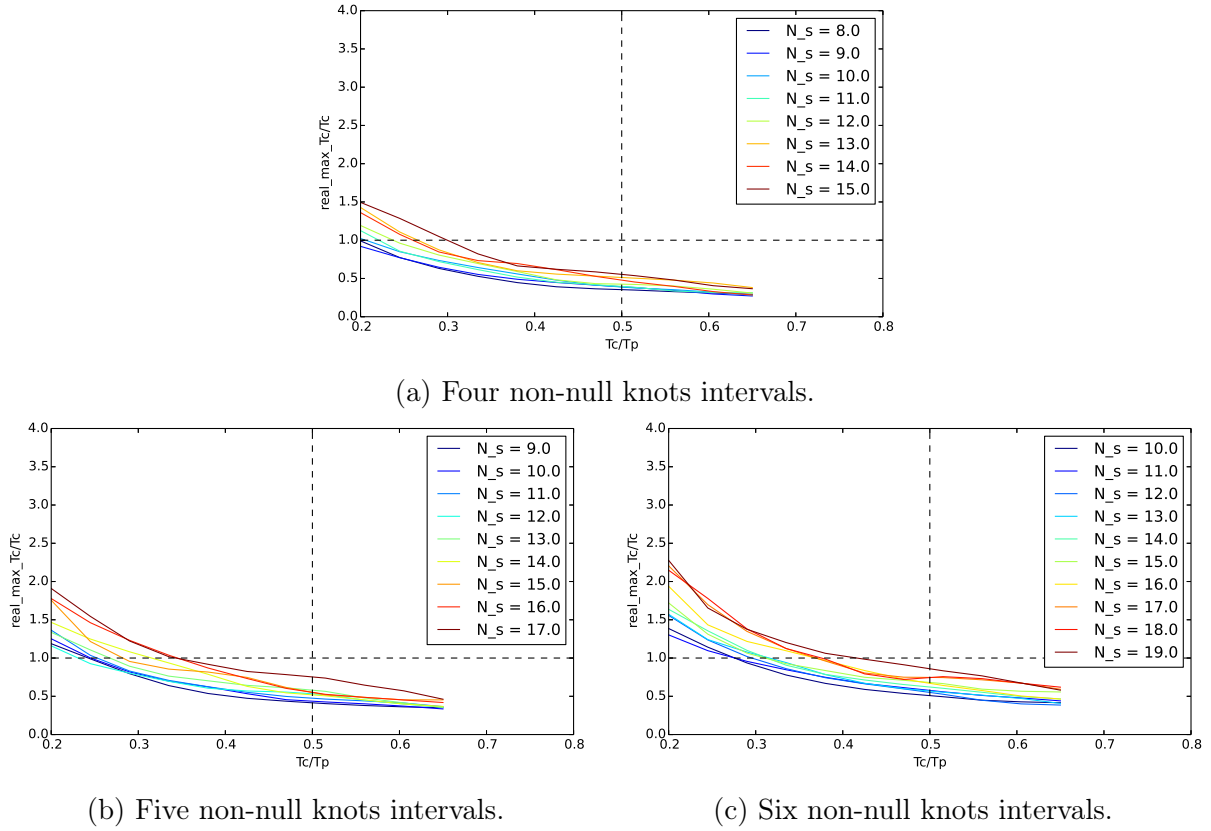 4.0
3.5
3.0
2.5
2.0
1.5
1.0
0.5
0.0
real_max_Tc/Tc
0.2 0.3 0.4 0.5 0.6 0.7 0.8
Tc/Tp
N_s = 8.0
N_s = 9.0
N_s = 10.0
N_s = 11.0
N_s = 12.0
N_s = 13.0
N_s = 14.0
N_s = 15.0
(a) Four non-null knots intervals.
4.0
3.5
3.0
2.5
2.0
1.5
1.0
0.5
0.0
real_max_Tc/Tc
0.2 0.3 0.4 0.5 0.6 0.7 0.8
Tc/Tp
N_s = 9.0
N_s = 10.0
N_s = 11.0
N_s = 12.0
N_s = 13.0
N_s = 14.0
N_s = 15.0
N_s = 16.0
N_s = 17.0
(b) Five non-null knots intervals.
4.0
3.5
3.0
2.5
2.0
1.5
1.0
0.5
0.0
real_max_Tc/Tc
0.2 0.3 0.4 0.5 0.6 0.7 0.8
Tc/Tp
N_s = 10.0
N_s = 11.0
N_s = 12.0
N_s = 13.0
N_s = 14.0
N_s = 15.0
N_s = 16.0
N_s = 17.0
N_s = 18.0
N_s = 19.0
(c) Six non-null knots intervals.